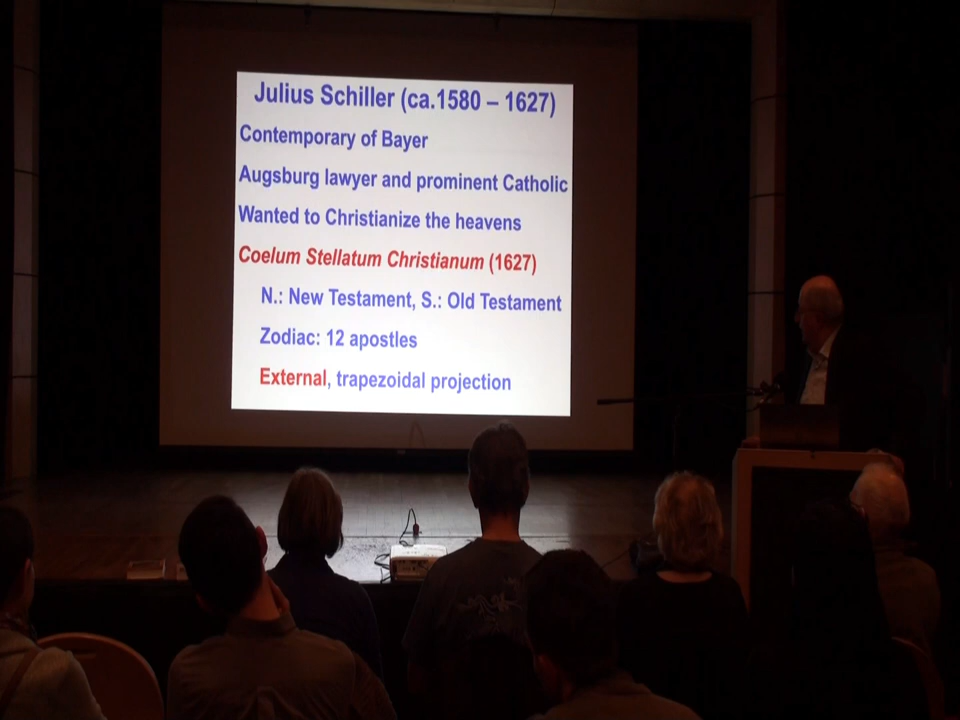 Julius Schiller (ca.1580 – 1627)
Contemporary of Bayer
Augsburg lawyer and prominent Catholic
Wanted to Christianize the heavens
Coelum Stellatum Christianum (1627)
N.: New Testament, S.: Old Testament
Zodiac: 12 apostles
External, trapezoidal projection